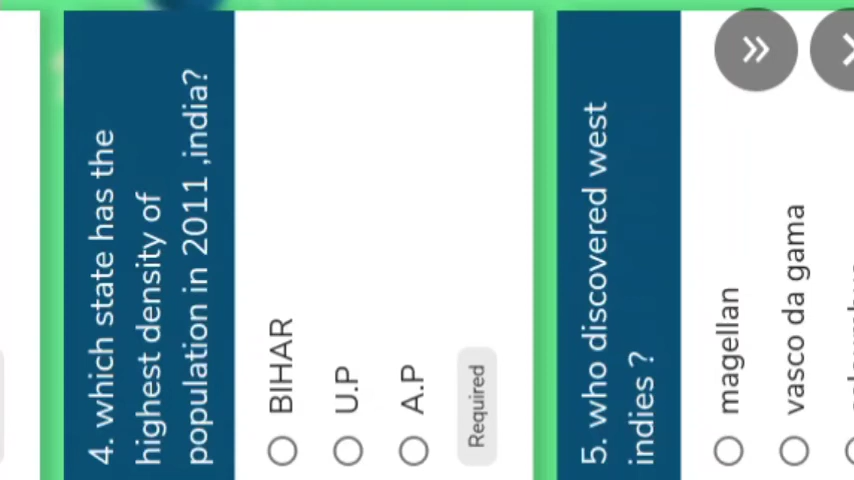 4. which state has the
highest density of
population in 2011 ,india?
BIHAR
U.P
A.P
Required
5. who discovered west
indies ?
magellan
vasco da gama